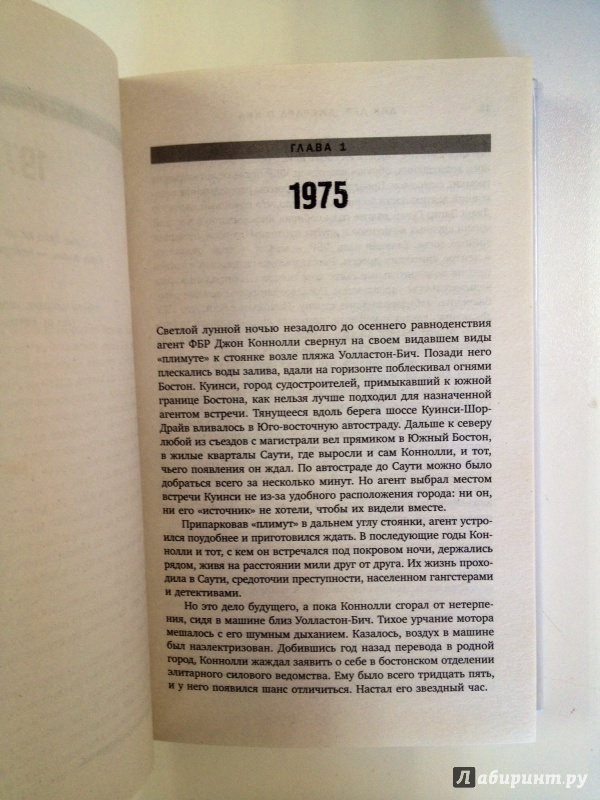 ГЛАВА 1
1975
Светлой лунной ночью незадолго до осеннего равноденствия
агент ФБР Джон Коннолли свернул на своем видавшем виды
«плимуте» к стоянке возле пляжа Уолластон-Бич. Позади него
плескались воды залива, вдали на горизонте поблескивал огнями
Бостон. Куинси, город судостроителей, примыкавший к южной
границе Бостона, как нельзя лучше подходил для назначенной
агентом встречи. Тянущееся вдоль берега шоссе Куинси-Шор-
Драйв вливалось в Юго-восточную автостраду. Дальше к северу
любой из съездов с магистрали вел прямиком в Южный Бостон,
в жилые кварталы Саути, где выросли и сам Коннолли, и тот,
чьего появления он ждал. По автостраде до Саути можно было
добраться всего за несколько минут. Но агент выбрал местом
встречи Куинси не из-за удобного расположения города: ни он,
ни его «источник» не хотели, чтобы их видели вместе.
Припарковав «плимут» в дальнем углу стоянки, агент устро-
ился поудобнее и приготовился ждать. В последующие годы Кон-
нолли и тот, с кем он встречался под покровом ночи, держались
рядом, живя на расстоянии мили друг от друга. Их жизнь прохо-
дила в Саути, средоточии преступности, населенном гангстерами
и детективами.
Но это дело будущего, а пока Коннолли сгорал от нетерпе-
ния, сидя в машине близ Уолластон-Бич. Тихое урчание мотора
мешалось с его шумным дыханием. Казалось, воздух в машине
был наэлектризован. Добившись год назад перевода в родной
город, Коннолли жаждал заявить о себе в бостонском отделении
элитарного силового ведомства. Ему было всего тридцать пять,
и у него появился шанс отличиться. Настал его звездный час.
Лабиринт.ру